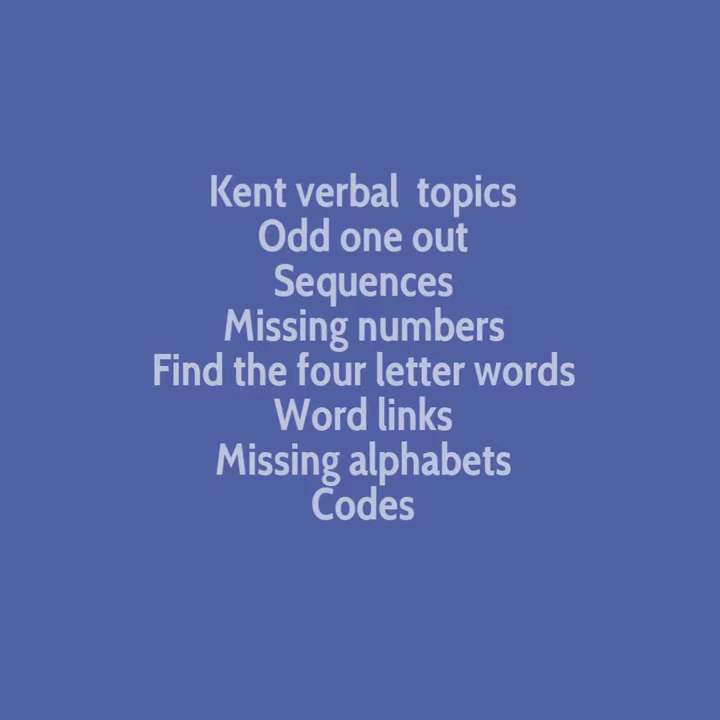 Kent verbal  topics
Odd one out
Sequences
Missing numbers
Find the four letter words
Word links
Missing alphabets
Codes